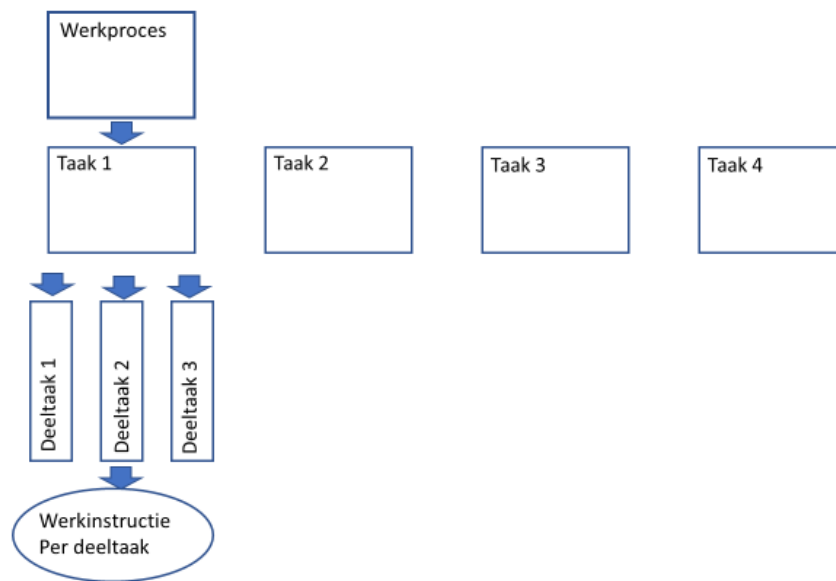 Werkproces
Taak 1
Taak 2
Taak 3
Taak 4
Deeltaak 1
Deeltaak 2
Deeltaak 3
Werkinstructie
Per deeltaak